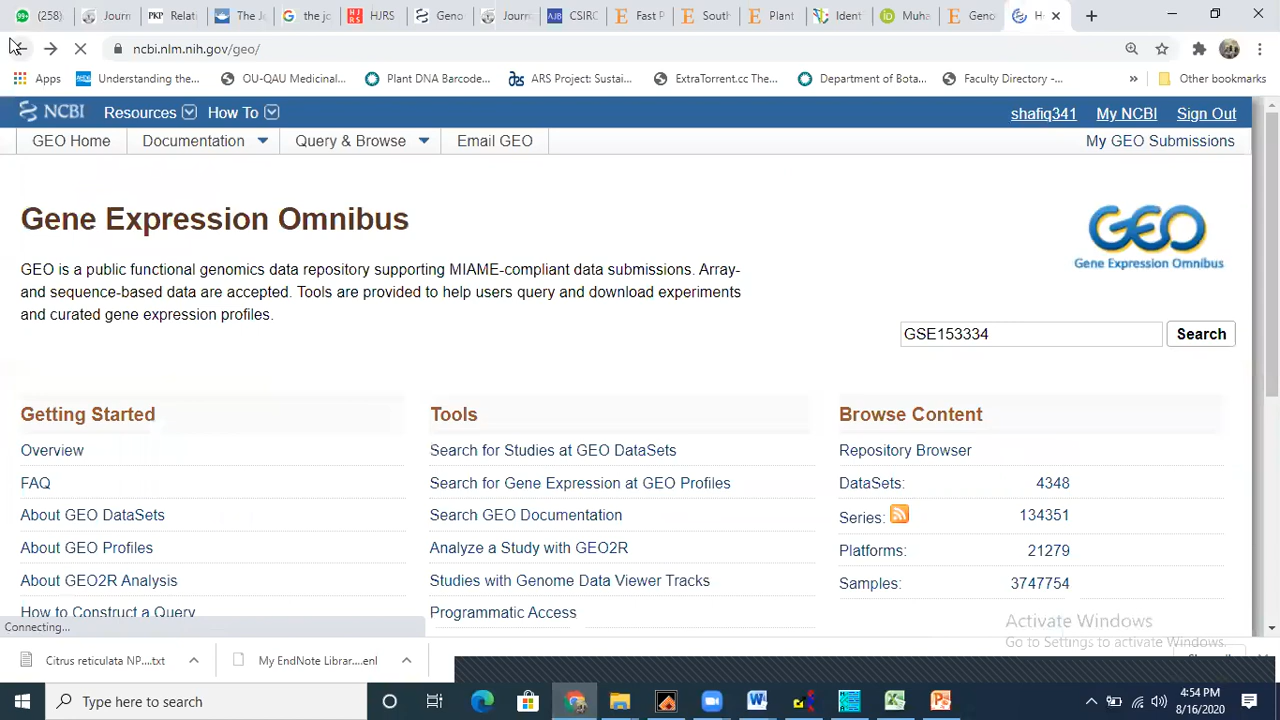 (258) Journ PKP Relati The Jo the jo HJRS Geno Journ AJB CSIRC Fast P South Plant Ident Muha Geno H
ncbi.nlm.nih.gov/geo/
Apps Understanding the... OU-QAU Medicinal... Plant DNA Barcode... ARS Project: Sustai... ExtraTorrent.cc The... Department of Bota... Faculty Directory -... » Other bookmarks
NCBI Resources How To shafiq341 My NCBI Sign Out
GEO Home Documentation Query & Browse Email GEO My GEO Submissions
Gene Expression Omnibus
GEO
Gene Expression Omnibus
GEO is a public functional genomics data repository supporting MIAME-compliant data submissions. Array-
and sequence-based data are accepted. Tools are provided to help users query and download experiments
and curated gene expression profiles.
GSE153334 Search
Getting Started Tools Browse Content
Overview Search for Studies at GEO DataSets Repository Browser
FAQ Search for Gene Expression at GEO Profiles DataSets: 4348
About GEO DataSets Search GEO Documentation Series: 134351
About GEO Profiles Analyze a Study with GEO2R Platforms: 21279
About GEO2R Analysis Studies with Genome Data Viewer Tracks Samples: 3747754
How to Construct a Query Programmatic Access
Connecting...
Activate Windows
Go to Settings to activate Windows.
Citrus reticulata NP....txt My EndNote Librar....enl
Type here to search
4:54 PM
8/16/2020